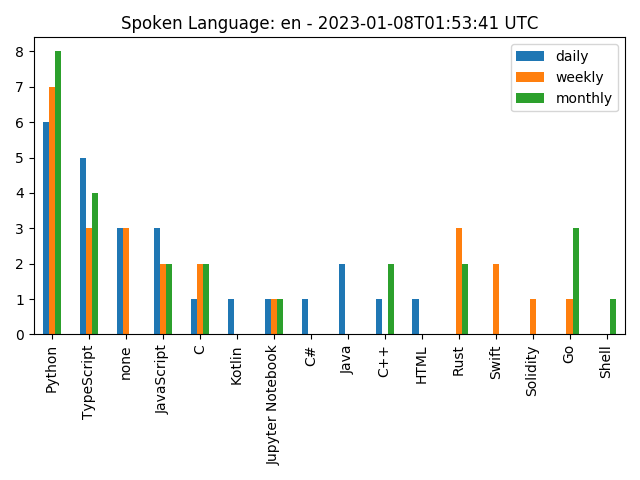 Spoken Language: en - 2023-01-08T01:53:41 UTC
daily
weekly
monthly
8
7
6
5
4
3
2
1
0
Python
TypeScript
none
JavaScript
C
Kotlin
Jupyter Notebook
C#
Java
C++
HTML
Rust
Swift
Solidity
Go
Shell